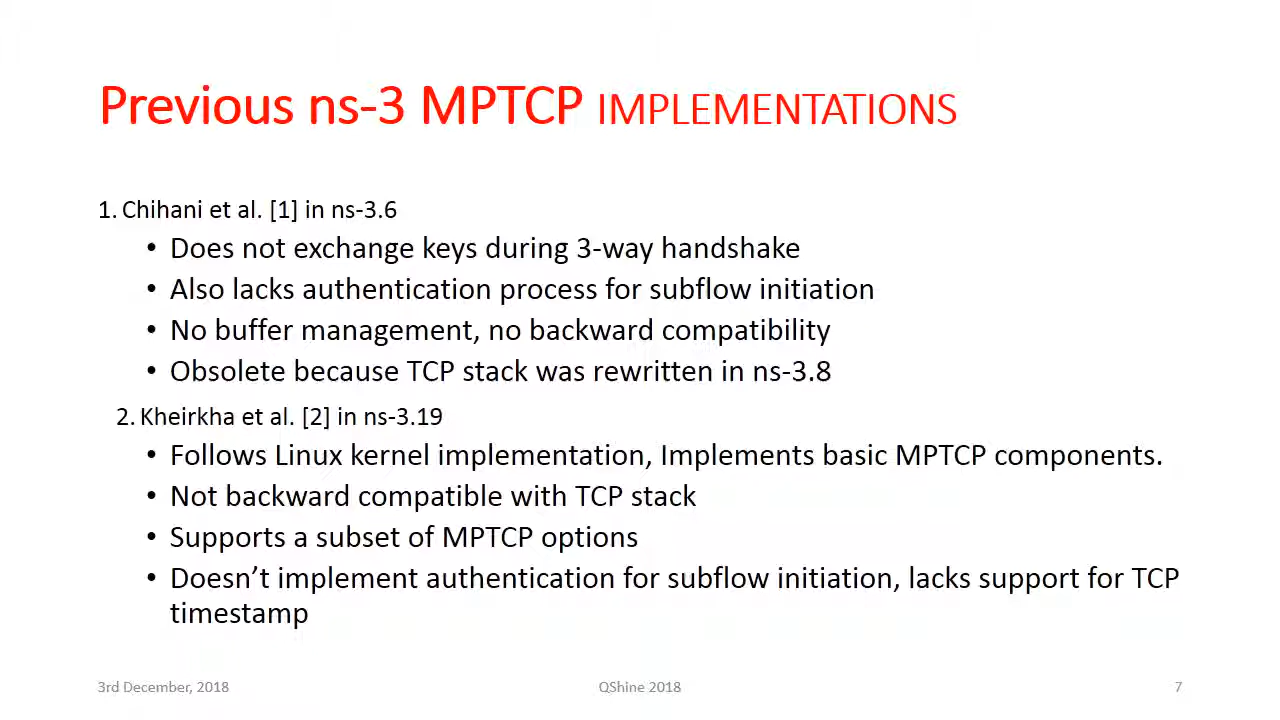 Previous ns-3 MPTCP IMPLEMENTATIONS
1. Chihani et al. [1] in ns-3.6
• Does not exchange keys during 3-way handshake
• Also lacks authentication process for subflow initiation
• No buffer management, no backward compatibility
• Obsolete because TCP stack was rewritten in ns-3.8
2. Kheirkha et al. [2] in ns-3.19
• Follows Linux kernel implementation, Implements basic MPTCP components.
• Not backward compatible with TCP stack
• Supports a subset of MPTCP options
• Doesn’t implement authentication for subflow initiation, lacks support for TCP
timestamp
3rd December, 2018
QShine 2018
7